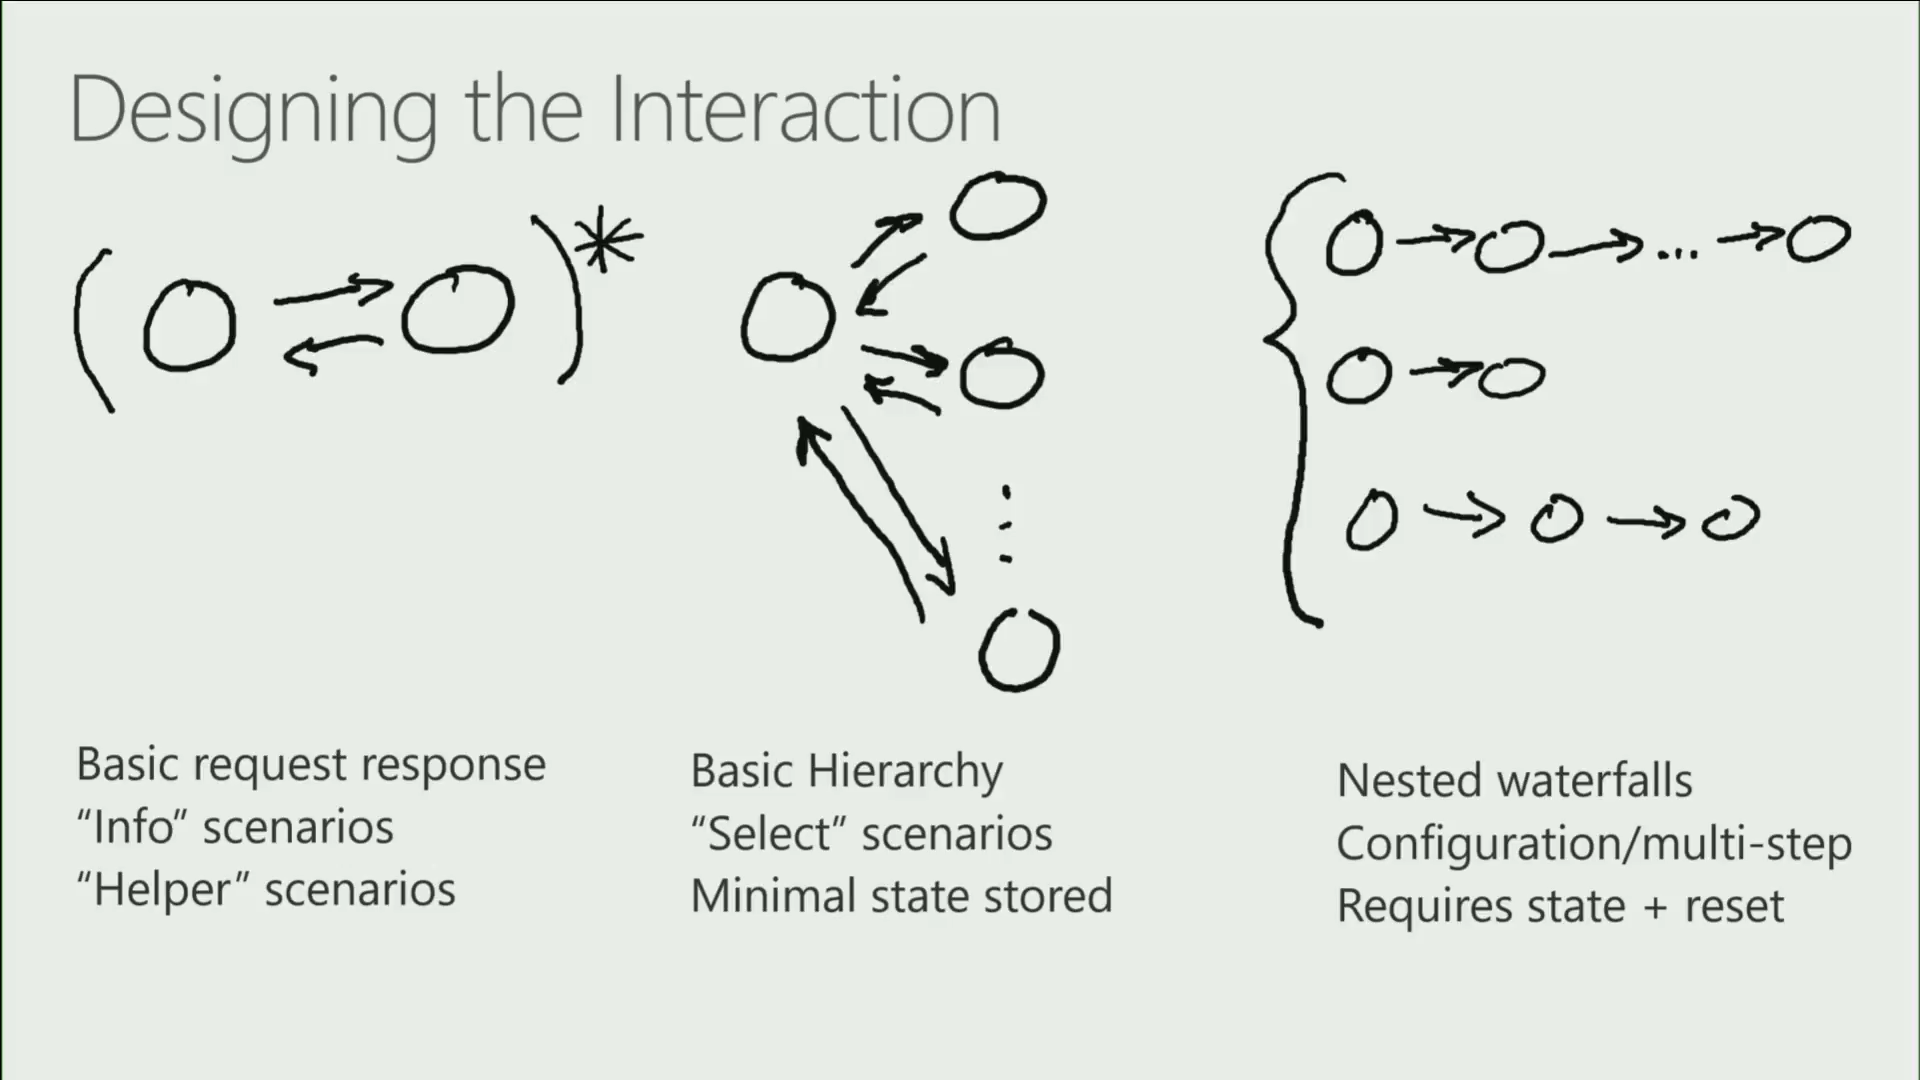 Designing the Interaction
Basic request response
“Info” scenarios
“Helper” scenarios
Basic Hierarchy
“Select” scenarios
Minimal state stored
Nested waterfalls
Configuration/multi-step
Requires state + reset